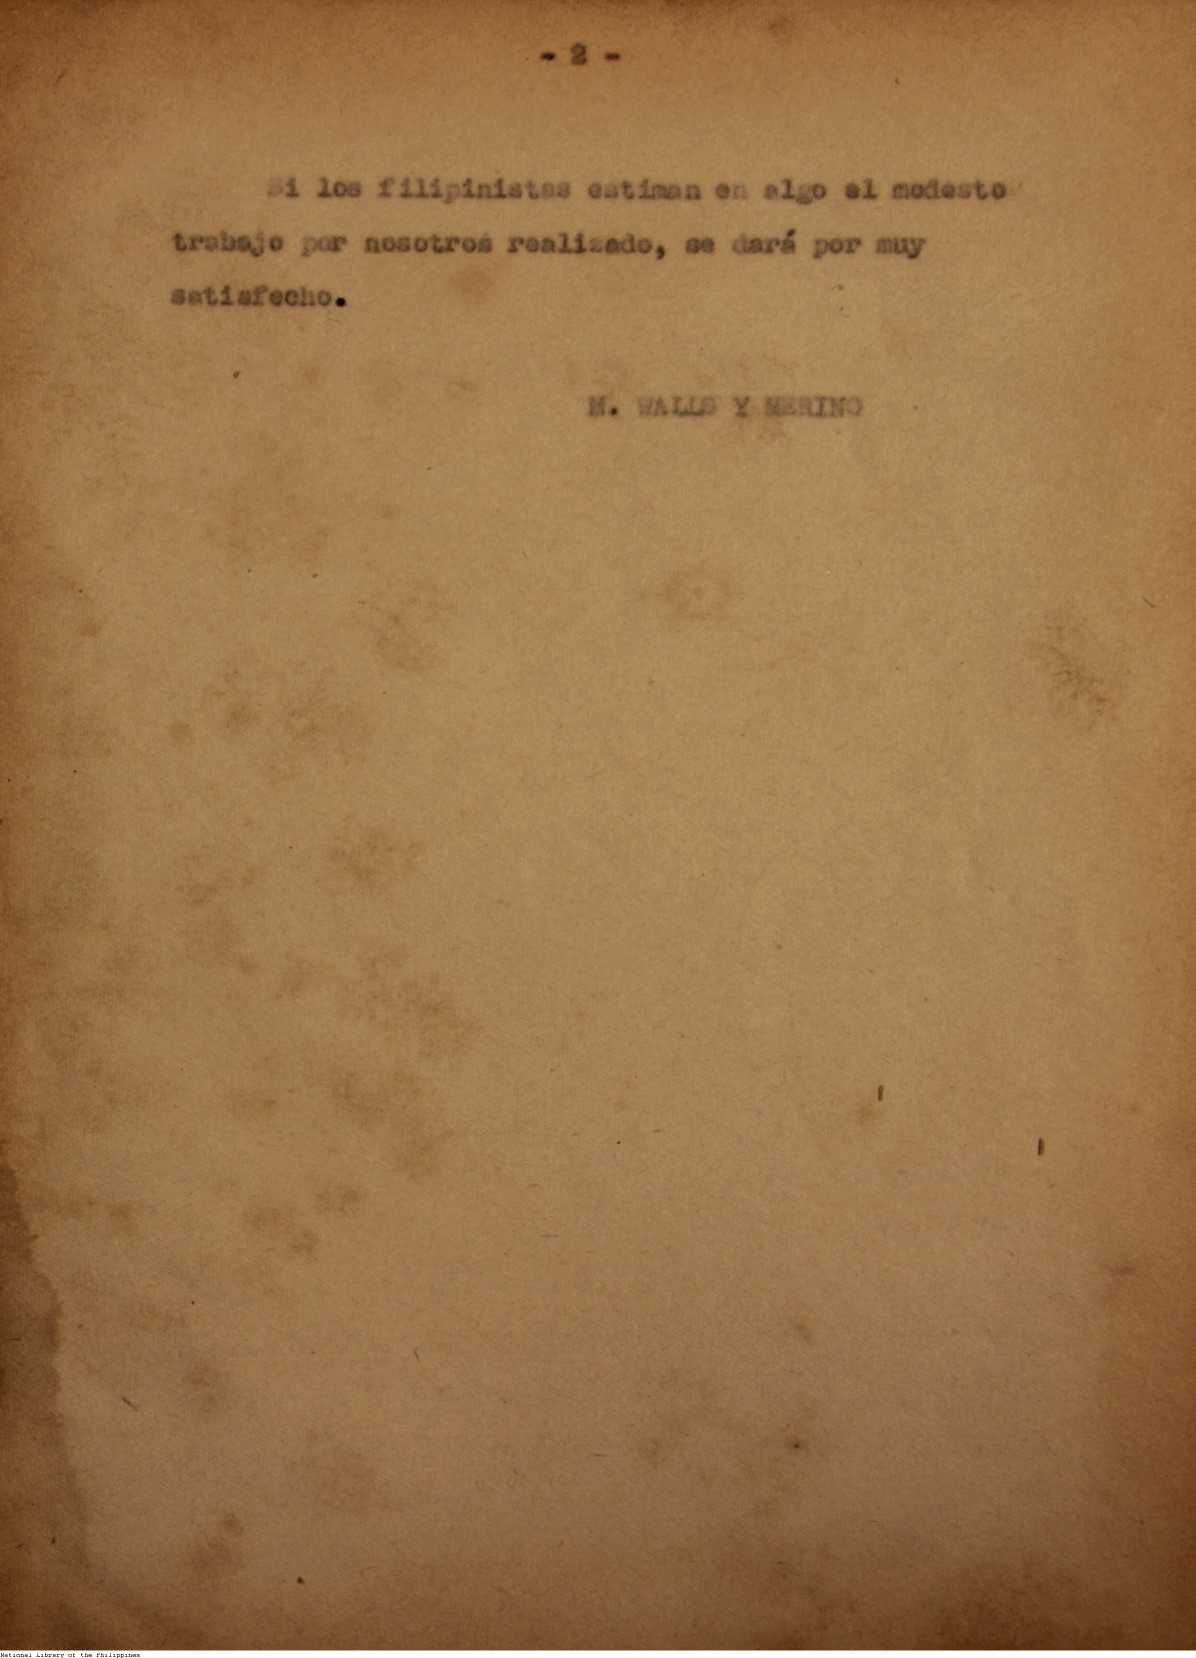 - 2 -
Si los filipinistas estiman en algo el modesto
trabajo por nosotros realizado, se dará por muy
satisfecho.
M. WALLS Y MERINO
National Library of the Philippines